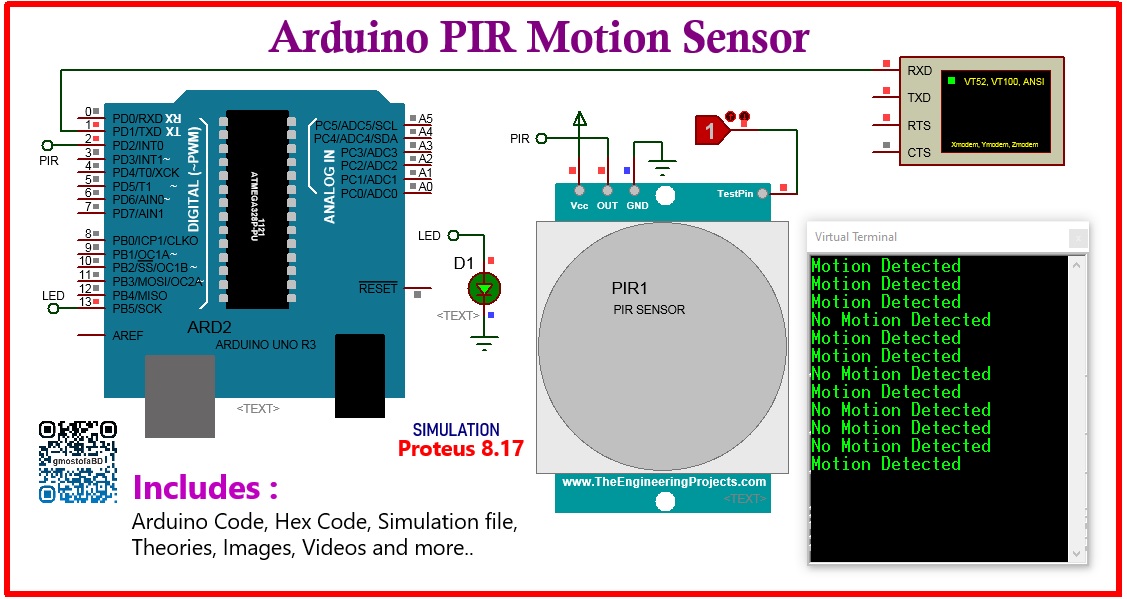 Arduino PIR Motion Sensor
RXD
TXD
RTS
CTS
VT52, VT100, ANSI
Xmodem, Ymodem, Zmodem
0
1
2
3
4
5
6
7
8
9
10
11
12
13
PIR
LED
PD0/RXD RX
PD1/TXD TX
PD2/INT0
PD3/INT1~
PD4/T0/XCK
PD5/T1 ~
PD6/AIN0~
PD7/AIN1
PB0/ICP1/CLKO
PB1/OC1A~
PB2/SS/OC1B~
PB3/MOSI/OC2A~
PB4/MISO
PB5/SCK
AREF
DIGITAL (~PWM)
ATMEGA328P-PU
1121
ANALOG IN
PC5/ADC5/SCL A5
PC4/ADC4/SDA A4
PC3/ADC3 A3
PC2/ADC2 A2
PC1/ADC1 A1
PC0/ADC0 A0
RESET
ARD2
ARDUINO UNO R3
<TEXT>
LED
D1
<TEXT>
PIR
1
Vcc OUT GND
TestPin
PIR1
PIR SENSOR
www.TheEngineeringProjects.com
<TEXT>
Virtual Terminal
Motion Detected
Motion Detected
Motion Detected
No Motion Detected
Motion Detected
Motion Detected
No Motion Detected
Motion Detected
No Motion Detected
No Motion Detected
No Motion Detected
Motion Detected
SIMULATION
Proteus 8.17
gmostofaBD
Includes :
Arduino Code, Hex Code, Simulation file,
Theories, Images, Videos and more..